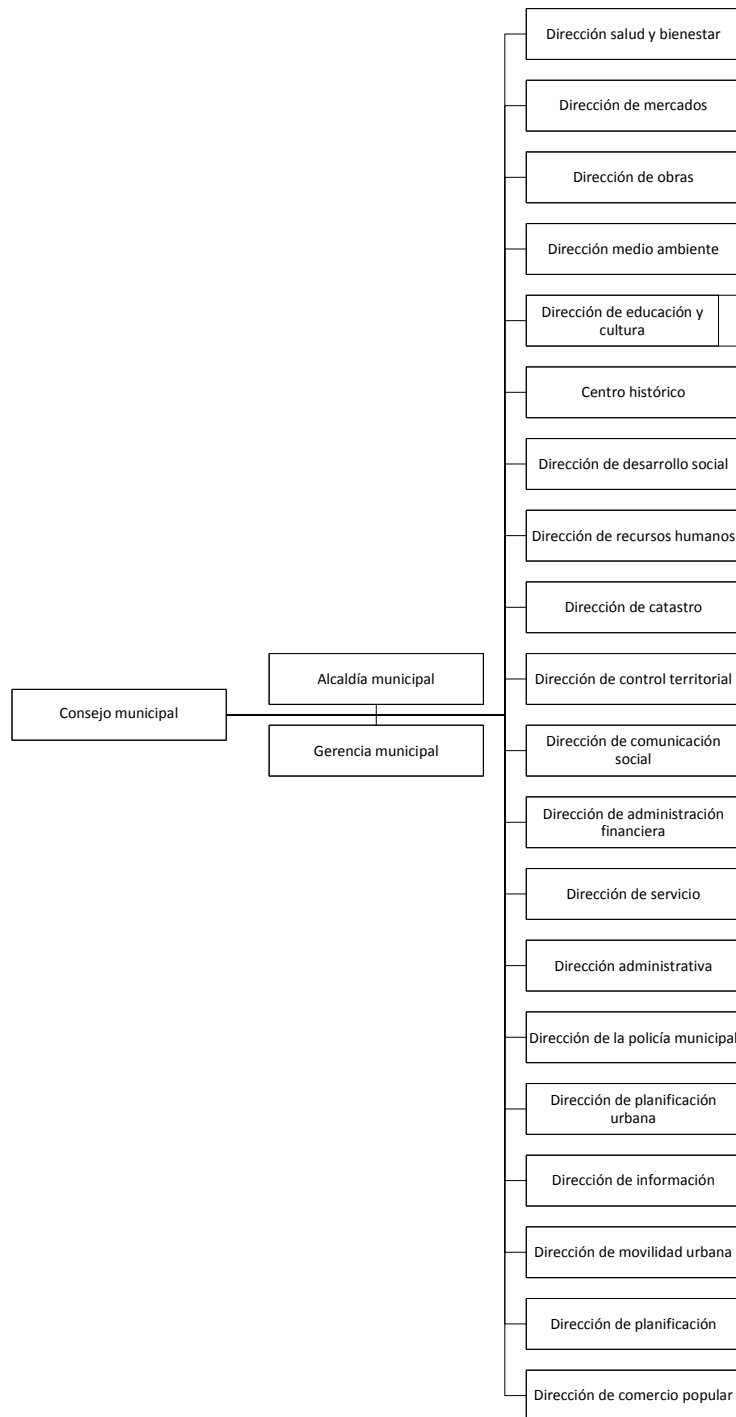 Dirección salud y bienestar
Dirección de mercados
Dirección de obras
Dirección medio ambiente
Dirección de educación y
cultura
Centro histórico
Dirección de desarrollo social
Dirección de recursos humanos
Dirección de catastro
Alcaldía municipal
Dirección de control territorial
Consejo municipal
Gerencia municipal
Dirección de comunicación
social
Dirección de administración
financiera
Dirección de servicio
Dirección administrativa
Dirección de la policía municipal
Dirección de planificación
urbana
Dirección de información
Dirección de movilidad urbana
Dirección de planificación
Dirección de comercio popular